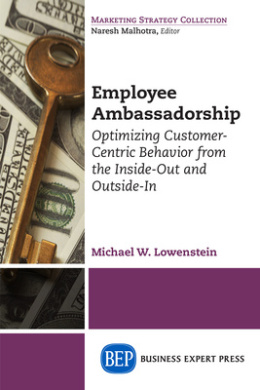 Marketing Strategy Collection
Naresh Malhotra, Editor
Employee
Ambassadorship
Optimizing Customer-
Centric Behavior from
the Inside-Out and
Outside-In
Michael W. Lowenstein
BEP
BUSINESS EXPERT PRESS